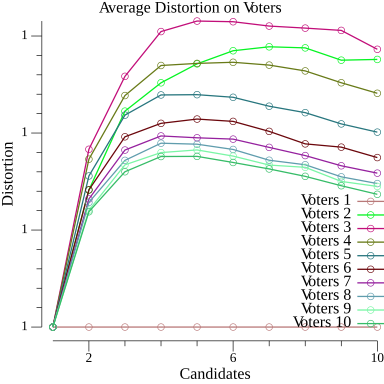 Average Distortion on Voters
Distortion
1
1
1
1
Voters 1
Voters 2
Voters 3
Voters 4
Voters 5
Voters 6
Voters 7
Voters 8
Voters 9
Voters 10
2
6
10
Candidates